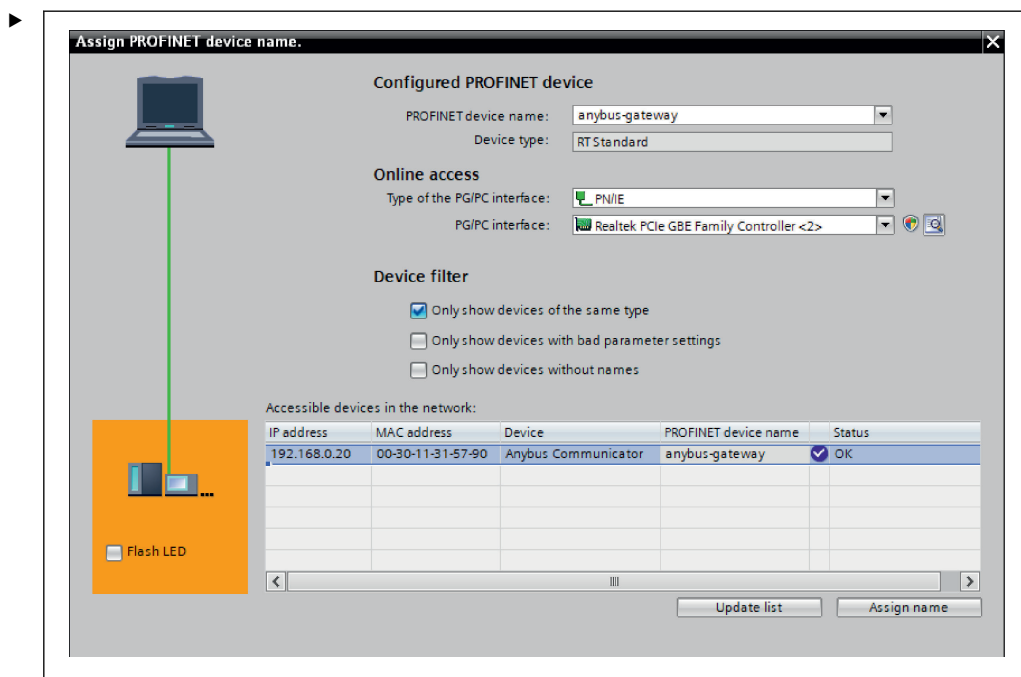 Assign PROFINET device name.
Configured PROFINET device
PROFINET device name: anybus-gateway
Device type: RT Standard
Online access
Type of the PG/PC interface: PN/IE
PG/PC interface: Realtek PCIe GBE Family Controller <2>
Device filter
Only show devices of the same type
Only show devices with bad parameter settings
Only show devices without names
Accessible devices in the network:
IP address MAC address Device PROFINET device name Status
192.168.0.20 00-30-11-31-57-90 Anybus Communicator anybus-gateway OK
...
Flash LED
Update list Assign name